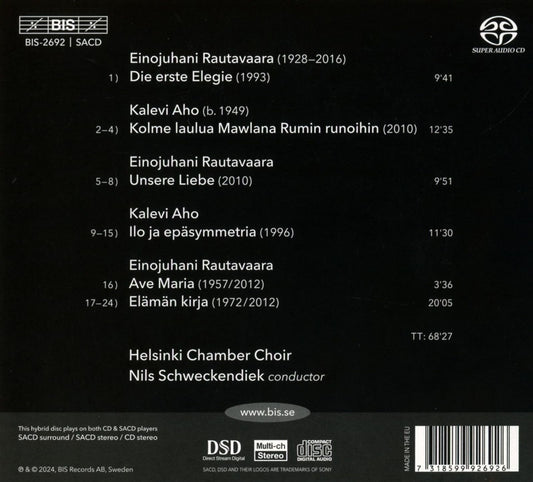 BIS
BIS-2692 | SACD
SUPER AUDIO CD
Einojuhani Rautavaara (1928–2016)
1) Die erste Elegie (1993) 9'41
Kalevi Aho (b. 1949)
2–4) Kolme laulua Mawlana Rumin runoihin (2010) 12'35
Einojuhani Rautavaara
5–8) Unsere Liebe (2010) 9'51
Kalevi Aho
9–15) Ilo ja epäsymmetria (1996) 11'30
Einojuhani Rautavaara
16) Ave Maria (1957/2012) 3'36
17–24) Elämän kirja (1972/2012) 20'05
TT: 68'27
Helsinki Chamber Choir
Nils Schweckendiek conductor
www.bis.se
This hybrid disc plays on both CD & SACD players
SACD surround / SACD stereo / CD stereo
℗ & © 2024, BIS Records AB, Sweden
DSD
Direct Stream Digital
Multi-ch
Stereo
COMPACT
disc
DIGITAL AUDIO
SACD, DSD AND THEIR LOGOS ARE TRADEMARKS OF SONY
MADE IN THE EU
7 318599 926926